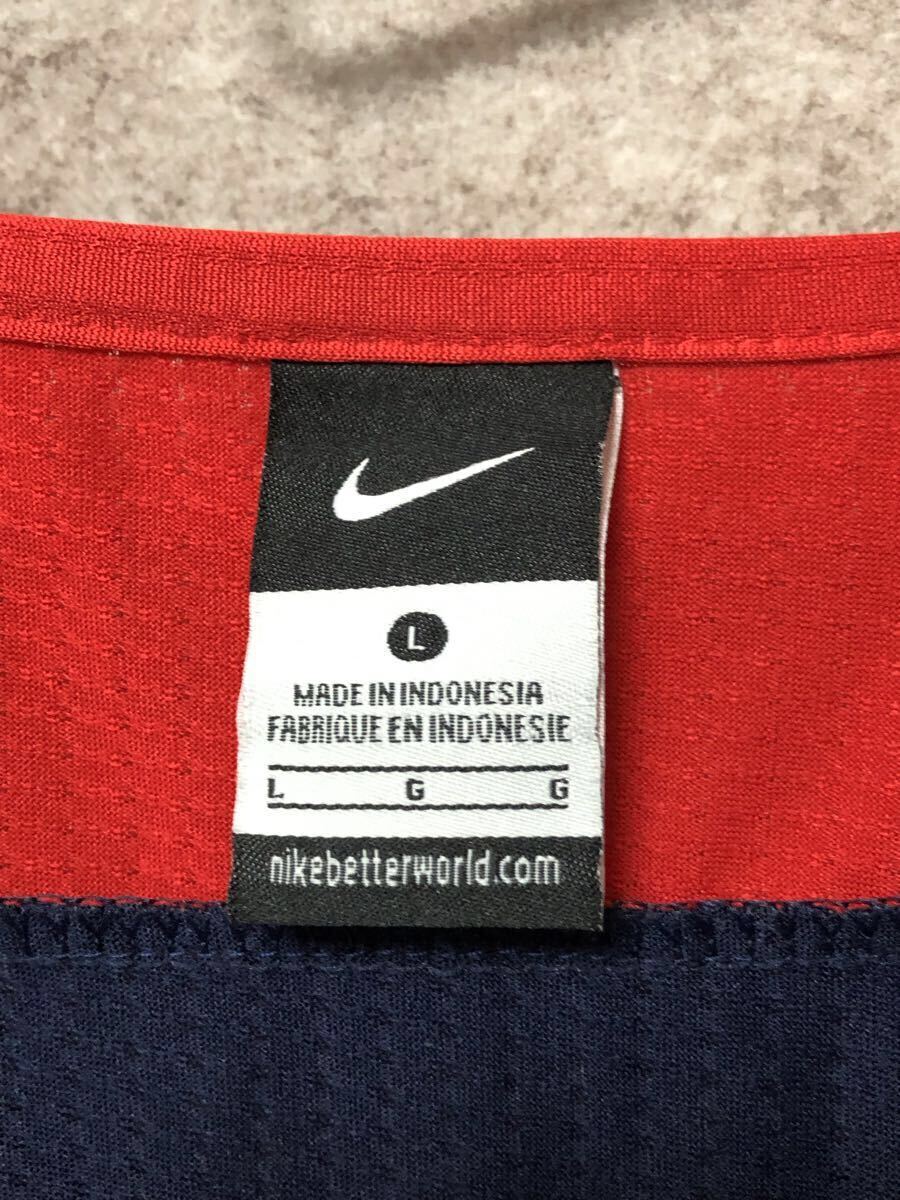 L
MADE IN INDONESIA
FABRIQUE EN INDONESIE
L G G
nikebetterworld.com